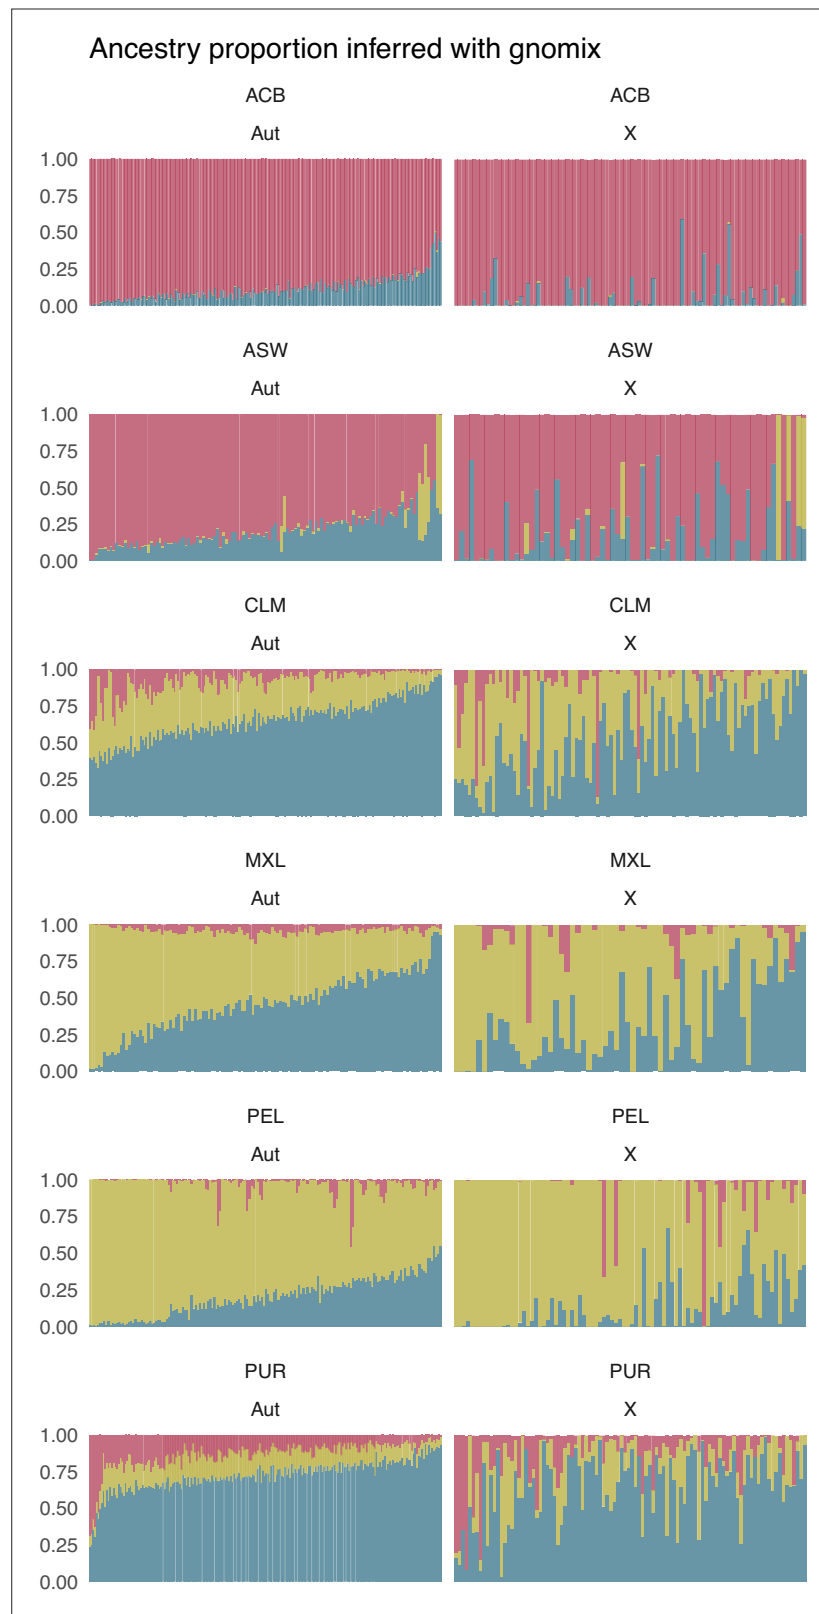 Ancestry proportion inferred with gnomix
ACB ACB
Aut X
1.00
0.75
0.50
0.25
0.00
ASW ASW
Aut X
1.00
0.75
0.50
0.25
0.00
CLM CLM
Aut X
1.00
0.75
0.50
0.25
0.00
MXL MXL
Aut X
1.00
0.75
0.50
0.25
0.00
PEL PEL
Aut X
1.00
0.75
0.50
0.25
0.00
PUR PUR
Aut X
1.00
0.75
0.50
0.25
0.00